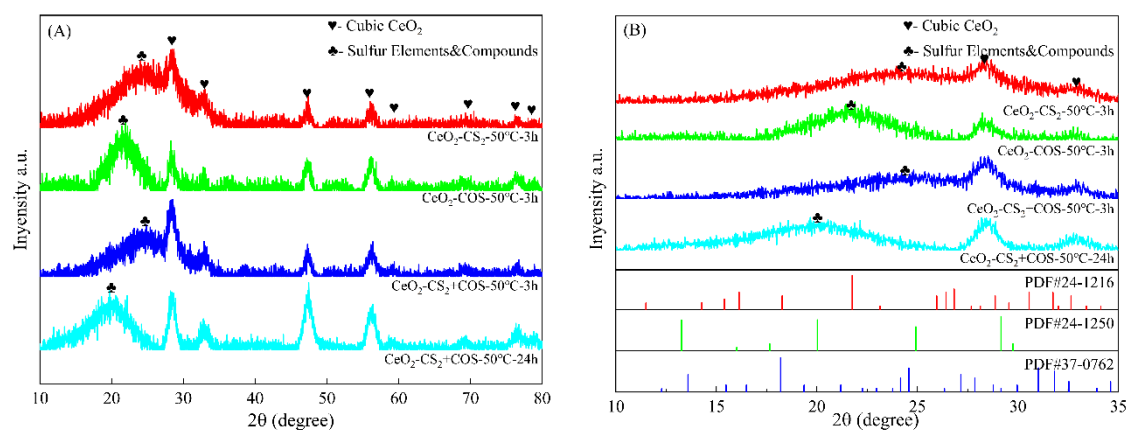 (A)
♥- Cubic CeO2
♣- Sulfur Elements&Compounds
CeO2-CS2-50°C-3h
CeO2-COS-50°C-3h
CeO2-CS2+COS-50°C-3h
CeO2-CS2+COS-50°C-24h
Inyensity a.u.
10 20 30 40 50 60 70 80
2θ (degree)
(B)
♥- Cubic CeO2
♣- Sulfur Elements&Compounds
CeO2-CS2-50°C-3h
CeO2-COS-50°C-3h
CeO2-CS2+COS-50°C-3h
CeO2-CS2+COS-50°C-24h
PDF#24-1216
PDF#24-1250
PDF#37-0762
Inyensity a.u.
10 15 20 25 30 35
2θ (degree)